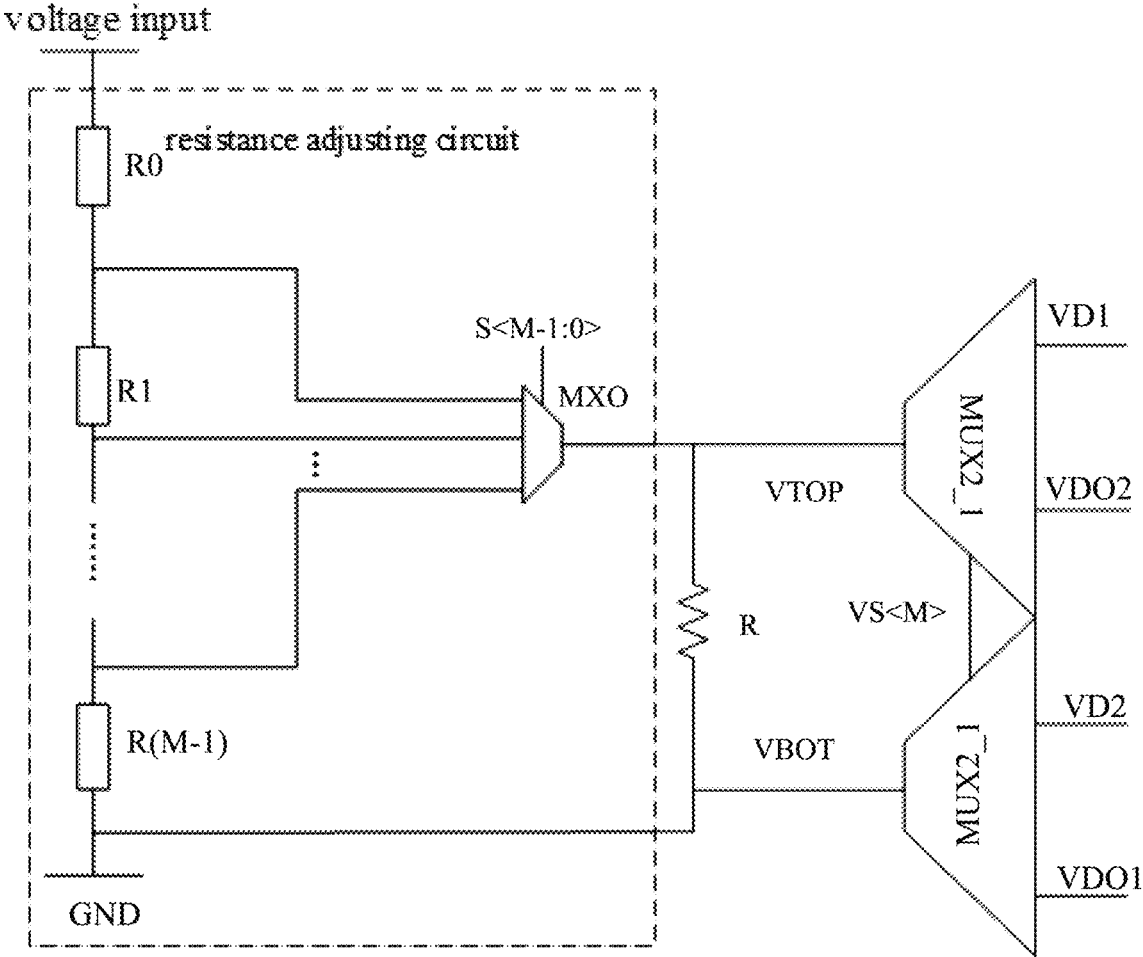 voltage input
resistance adjusting circuit
R0
S<M-1:0>
VD1
R1
MXO
MUX2_1
VTOP
VDO2
VS<M>
R
VD2
R(M-1)
VBOT
MUX2_1
VDO1
GND